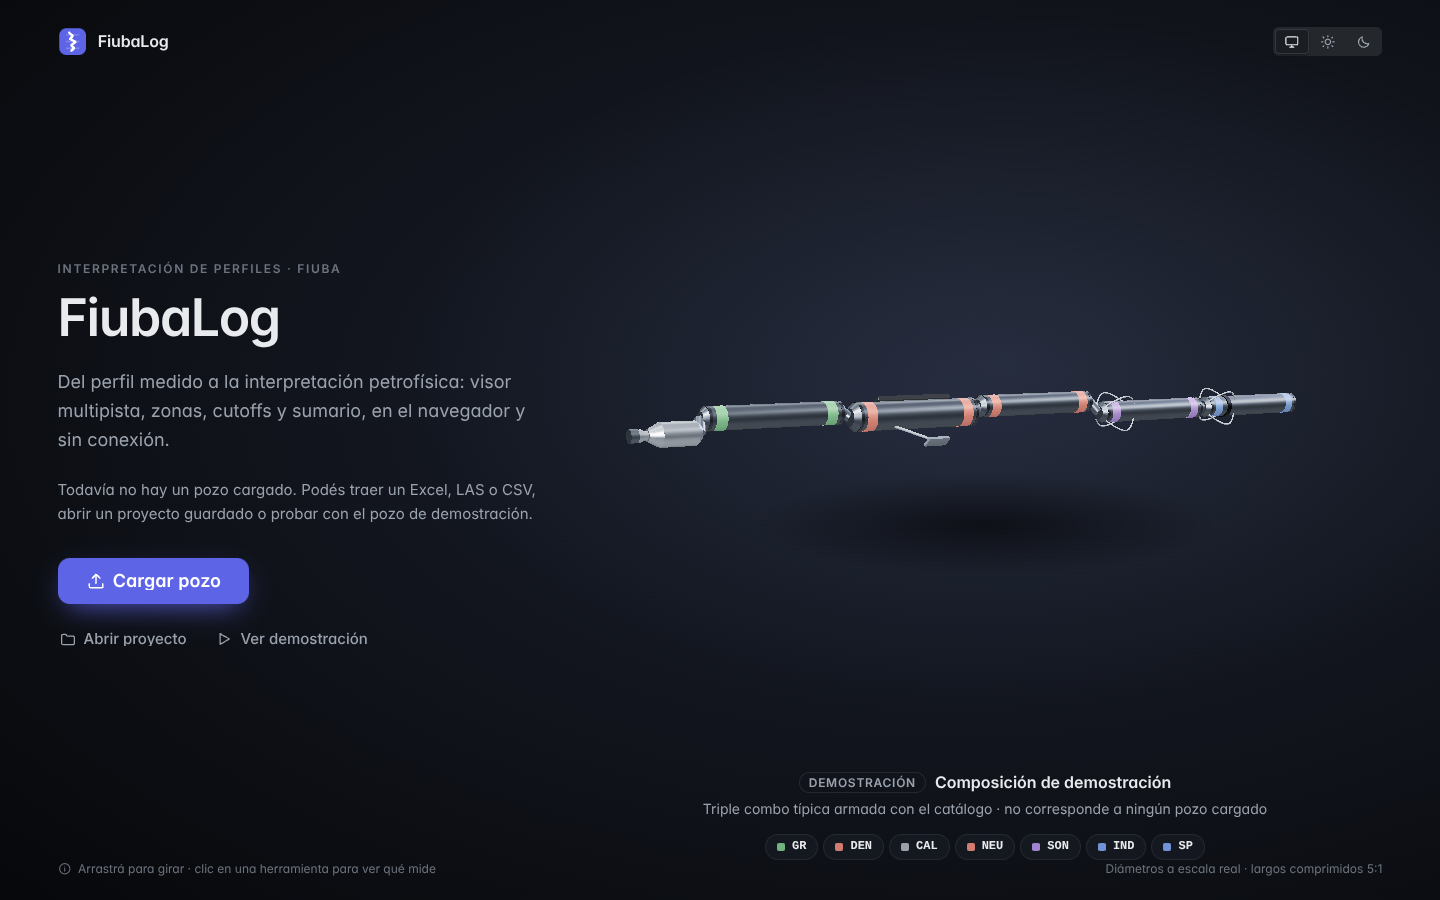 FiubaLog
INTERPRETACIÓN DE PERFILES · FIUBA
FiubaLog
Del perfil medido a la interpretación petrofísica: visor
multipista, zonas, cutoffs y sumario, en el navegador y
sin conexión.
Todavía no hay un pozo cargado. Podés traer un Excel, LAS o CSV,
abrir un proyecto guardado o probar con el pozo de demostración.
Cargar pozo
Abrir proyecto Ver demostración
DEMOSTRACIÓN Composición de demostración
Triple combo típica armada con el catálogo · no corresponde a ningún pozo cargado
GR DEN CAL NEU SON IND SP
Arrastrá para girar · clic en una herramienta para ver qué mide
Diámetros a escala real · largos comprimidos 5:1